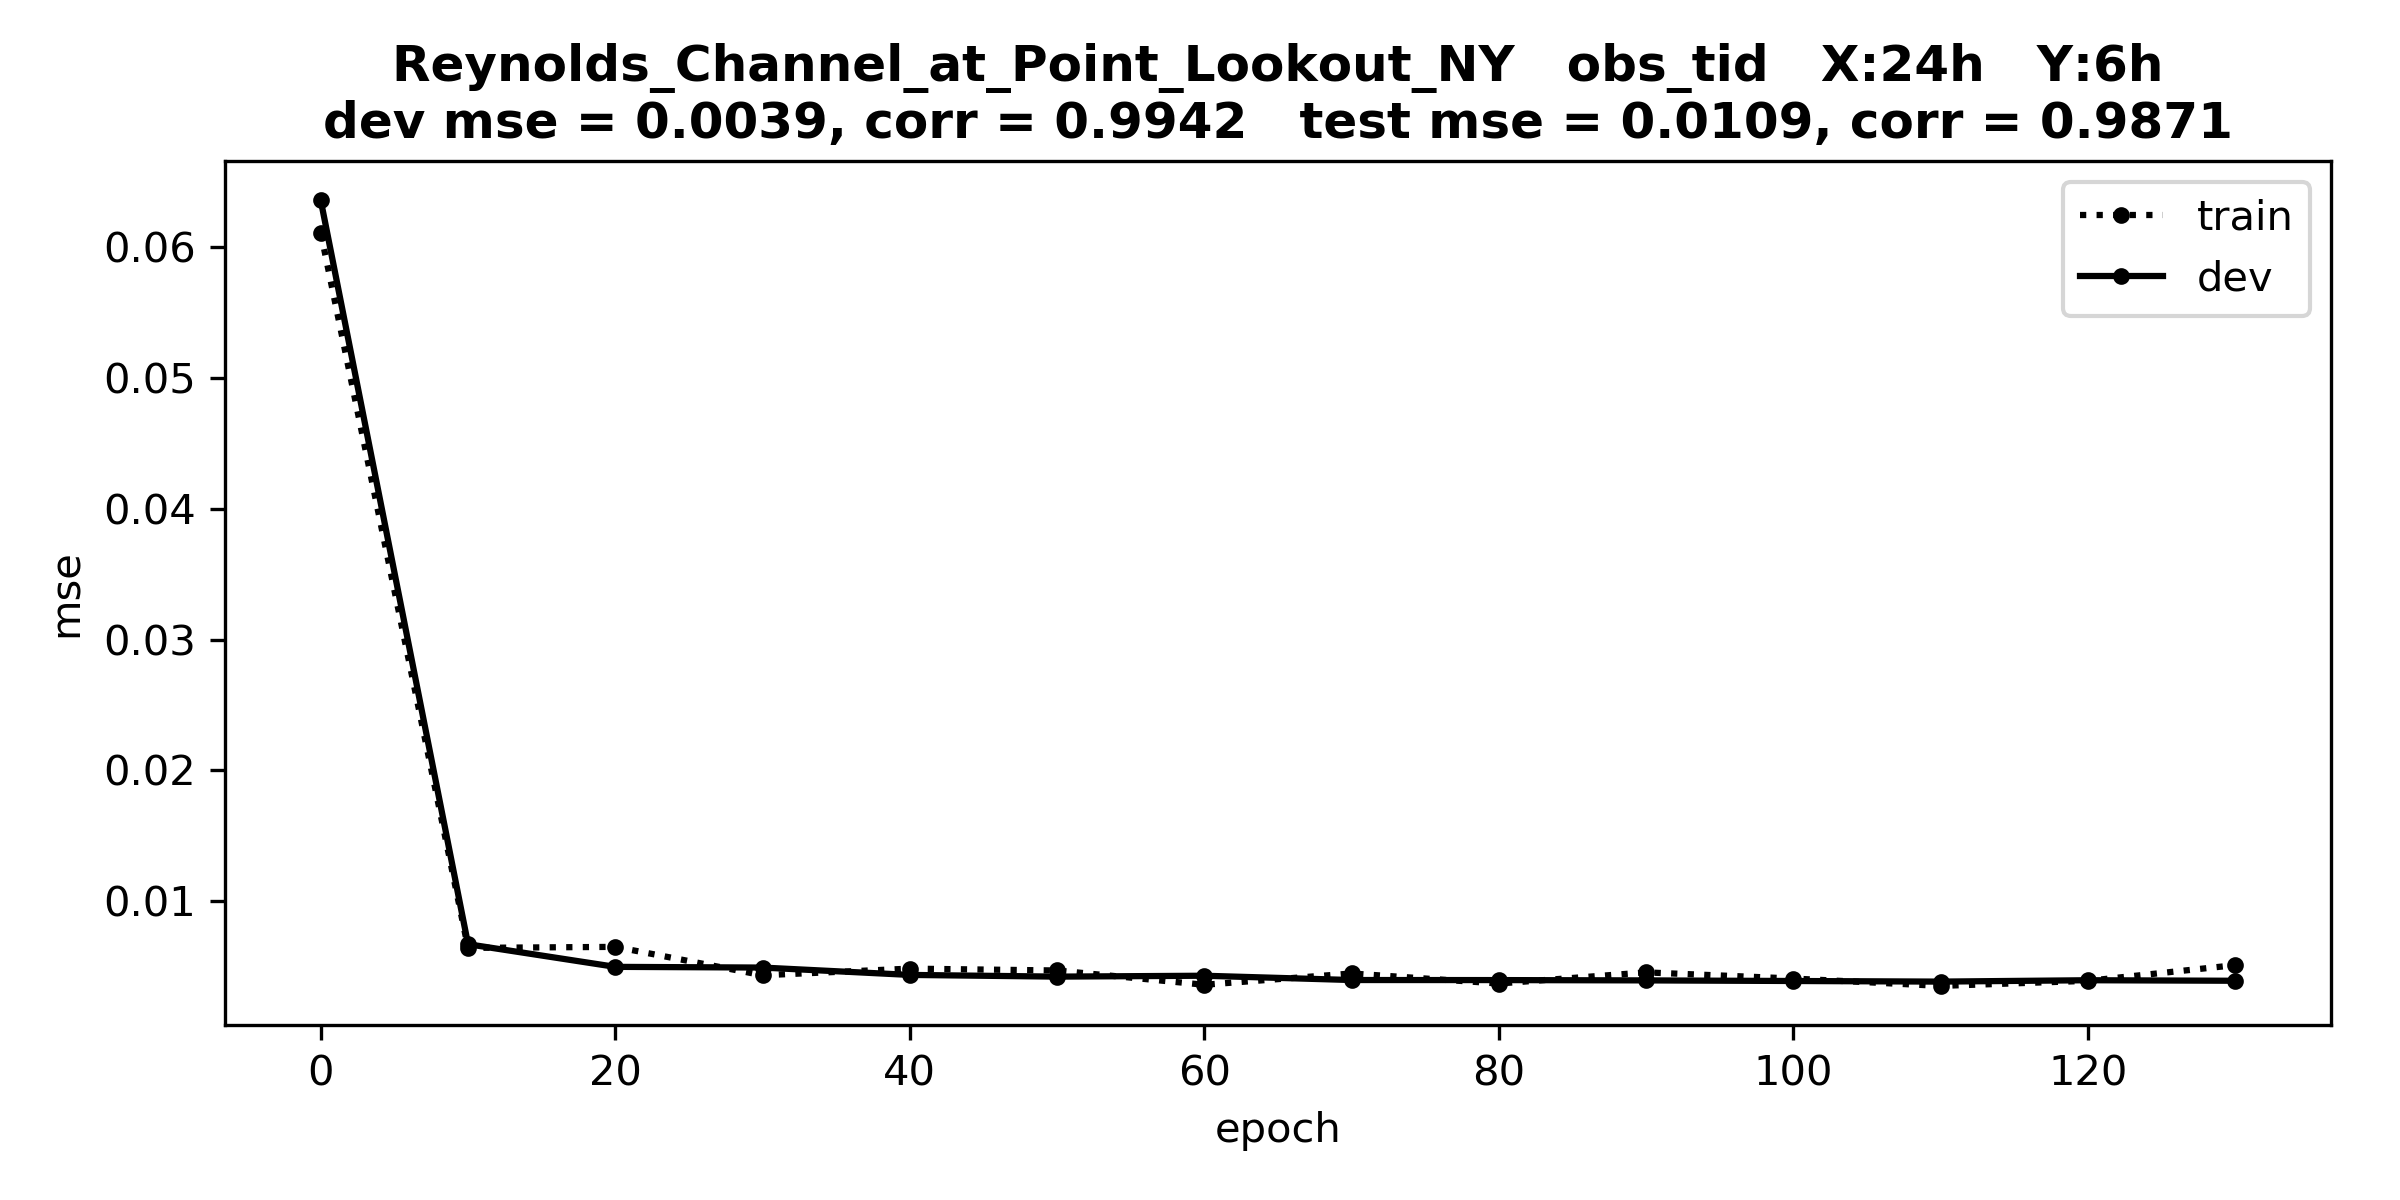 Reynolds_Channel_at_Point_Lookout_NY   obs_tid   X:24h   Y:6h
dev mse = 0.0039, corr = 0.9942   test mse = 0.0109, corr = 0.9871
train
dev
0.06
0.05
0.04
0.03
0.02
0.01
mse
0 20 40 60 80 100 120
epoch